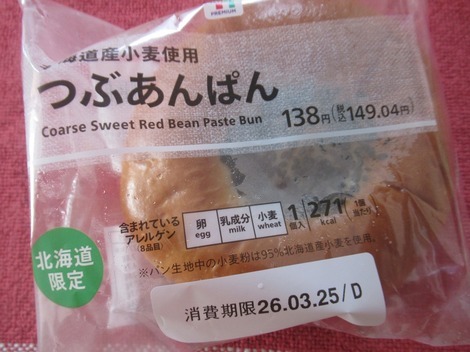 PREMIUM
海道産小麦使用
つぶあんぱん
Coarse Sweet Red Bean Paste Bun
138円(税込149.04円)
含まれている
アレルゲン
(8品目)
卵
egg
乳成分
milk
小麦
wheat
1個入
271
kcal
1個
当たり
※パン生地中の小麦粉は95%北海道産小麦を使用。
北海道
限定
消費期限26.03.25/D